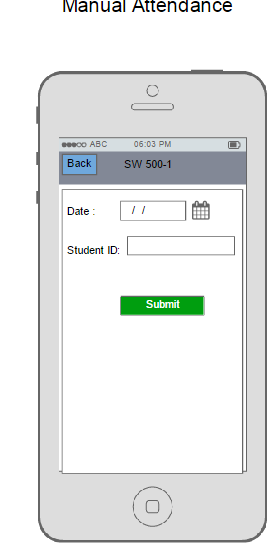 Manual Attendance
ABC 06:03 PM
Back SW 500-1
Date : / /
Student ID:
Submit